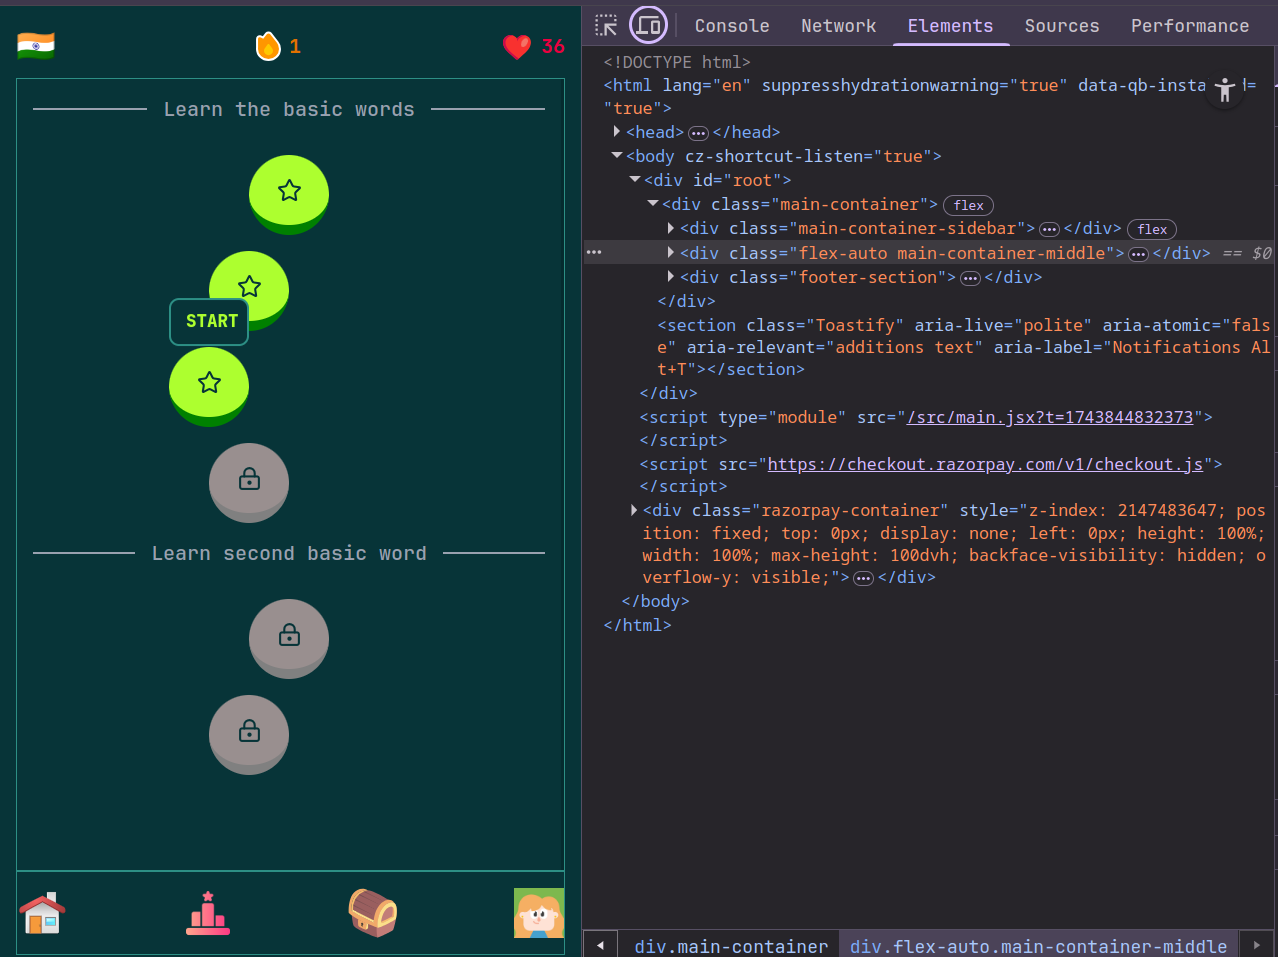 1
36
Learn the basic words
START
Learn second basic word
Console Network Elements Sources Performance
<!DOCTYPE html>
<html lang="en" suppresshydrationwarning="true" data-qb-insta d=
"true">
<head> ••• </head>
<body cz-shortcut-listen="true">
<div id="root">
<div class="main-container"> flex
<div class="main-container-sidebar"> ••• </div> flex
••• <div class="flex-auto main-container-middle"> ••• </div> == $0
<div class="footer-section"> ••• </div>
</div>
<section class="Toastify" aria-live="polite" aria-atomic="fals
e" aria-relevant="additions text" aria-label="Notifications Al
t+T"></section>
</div>
<script type="module" src="/src/main.jsx?t=1743844832373">
</script>
<script src="https://checkout.razorpay.com/v1/checkout.js">
</script>
<div class="razorpay-container" style="z-index: 2147483647; pos
ition: fixed; top: 0px; display: none; left: 0px; height: 100%;
width: 100%; max-height: 100dvh; backface-visibility: hidden; o
verflow-y: visible;"> ••• </div>
</body>
</html>
div.main-container div.flex-auto.main-container-middle